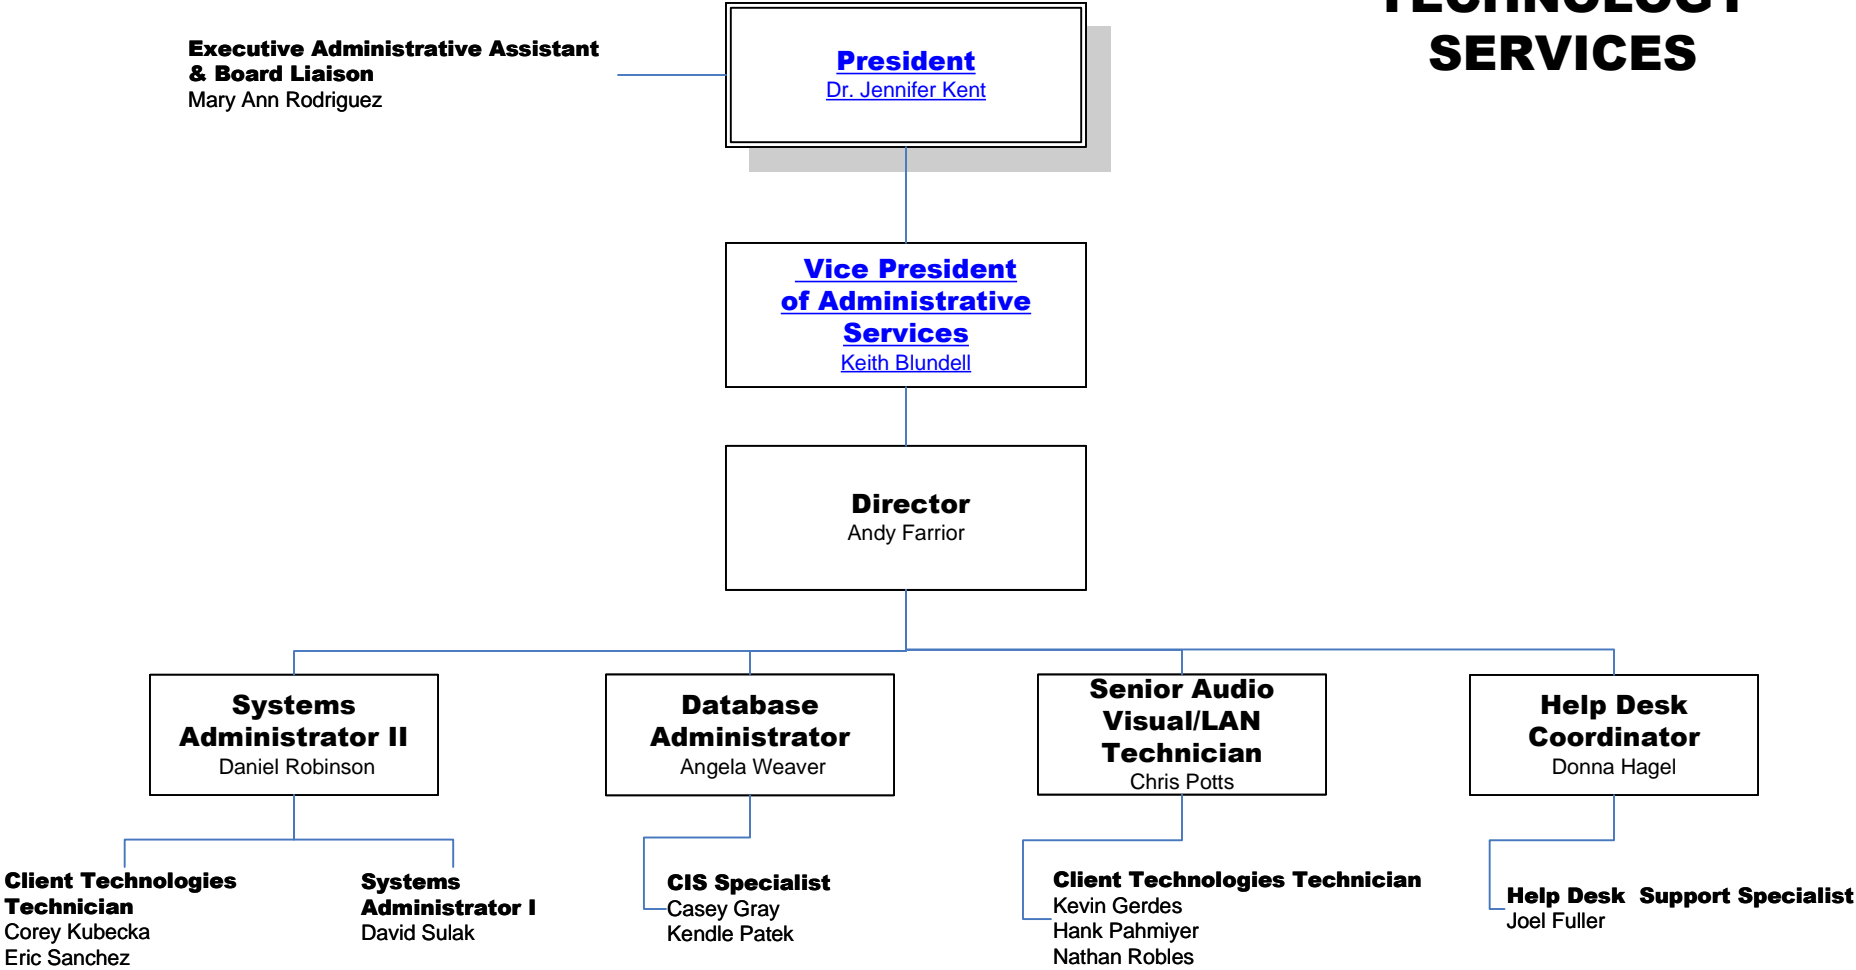 TECHNOLOGY
SERVICES
Executive Administrative Assistant
& Board Liaison
Mary Ann Rodriguez
President
Dr. Jennifer Kent
Vice President
of Administrative
Services
Keith Blundell
Director
Andy Farrior
Systems
Administrator II
Daniel Robinson
Database
Administrator
Angela Weaver
Senior Audio
Visual/LAN
Technician
Chris Potts
Help Desk
Coordinator
Donna Hagel
Client Technologies
Technician
Corey Kubecka
Eric Sanchez
Systems
Administrator I
David Sulak
CIS Specialist
Casey Gray
Kendle Patek
Client Technologies Technician
Kevin Gerdes
Hank Pahmiyer
Nathan Robles
Help Desk  Support Specialist
Joel Fuller